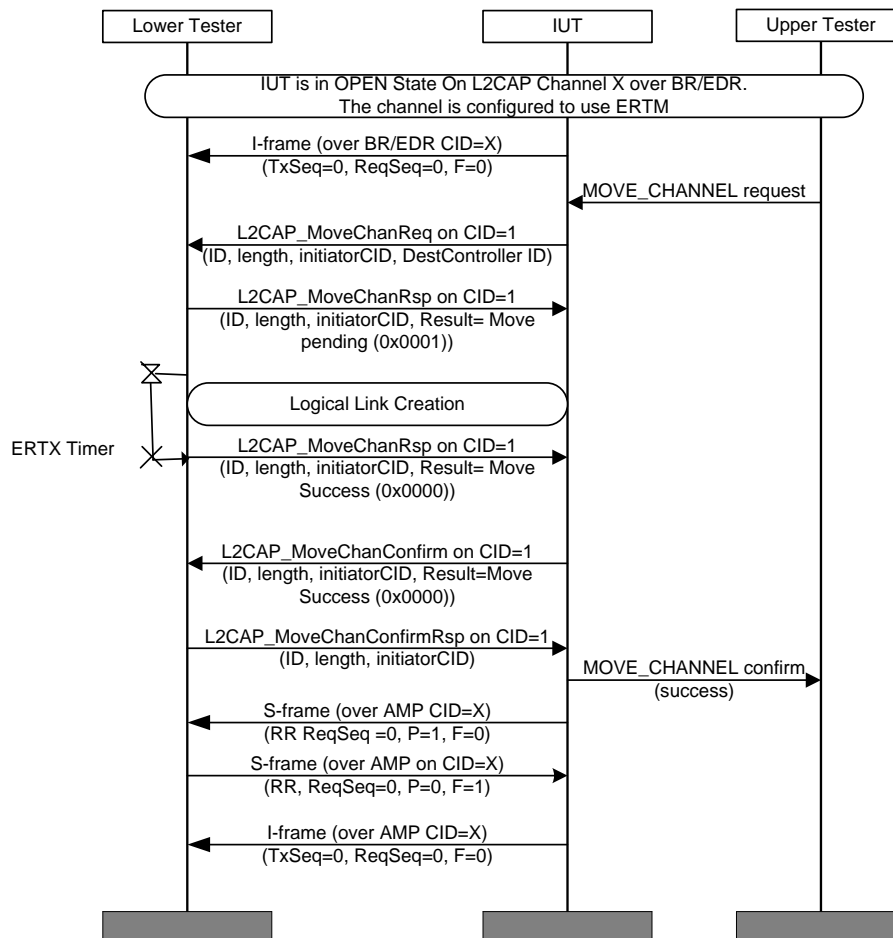 Lower Tester
IUT
Upper Tester
IUT is in OPEN State On L2CAP Channel X over BR/EDR.
The channel is configured to use ERTM
I-frame (over BR/EDR CID=X)
(TxSeq=0, ReqSeq=0, F=0)
MOVE_CHANNEL request
L2CAP_MoveChanReq on CID=1
(ID, length, initiatorCID, DestController ID)
L2CAP_MoveChanRsp on CID=1
(ID, length, initiatorCID, Result= Move
pending (0x0001))
Logical Link Creation
ERTX Timer
L2CAP_MoveChanRsp on CID=1
(ID, length, initiatorCID, Result= Move
Success (0x0000))
L2CAP_MoveChanConfirm on CID=1
(ID, length, initiatorCID, Result=Move
Success (0x0000))
L2CAP_MoveChanConfirmRsp on CID=1
(ID, length, initiatorCID)
MOVE_CHANNEL confirm
(success)
S-frame (over AMP CID=X)
(RR ReqSeq =0, P=1, F=0)
S-frame (over AMP on CID=X)
(RR, ReqSeq=0, P=0, F=1)
I-frame (over AMP CID=X)
(TxSeq=0, ReqSeq=0, F=0)